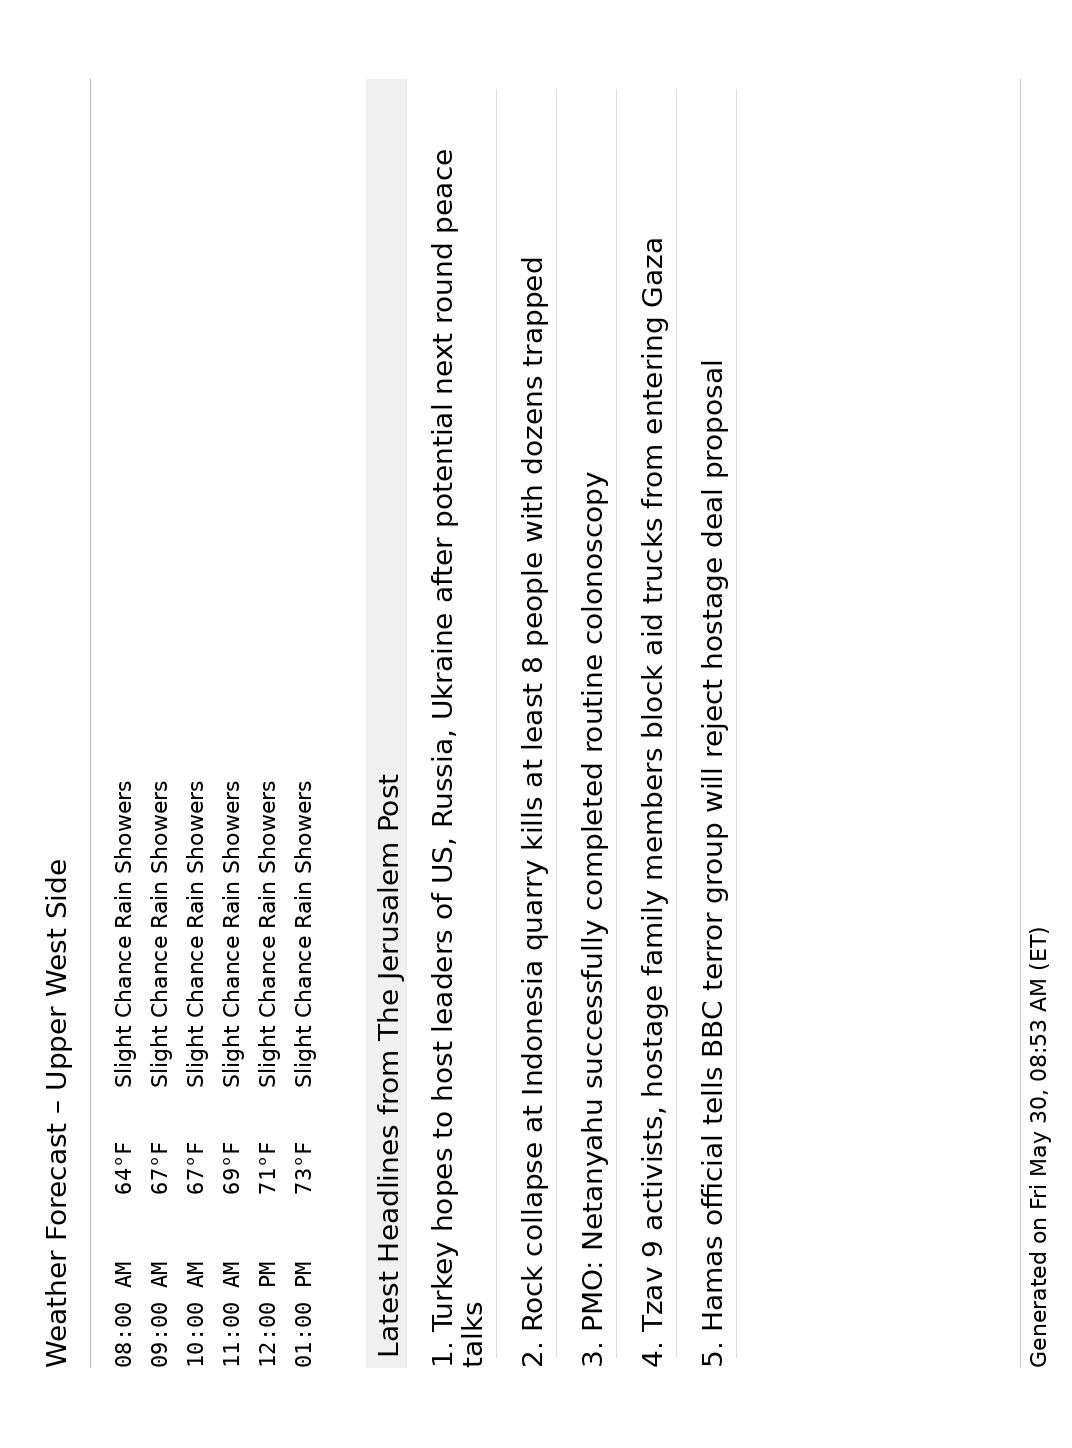 Weather Forecast – Upper West Side
08:00 AM 64°F Slight Chance Rain Showers
09:00 AM 67°F Slight Chance Rain Showers
10:00 AM 67°F Slight Chance Rain Showers
11:00 AM 69°F Slight Chance Rain Showers
12:00 PM 71°F Slight Chance Rain Showers
01:00 PM 73°F Slight Chance Rain Showers
Latest Headlines from The Jerusalem Post
1. Turkey hopes to host leaders of US, Russia, Ukraine after potential next round peace
talks
2. Rock collapse at Indonesia quarry kills at least 8 people with dozens trapped
3. PMO: Netanyahu successfully completed routine colonoscopy
4. Tzav 9 activists, hostage family members block aid trucks from entering Gaza
5. Hamas official tells BBC terror group will reject hostage deal proposal
Generated on Fri May 30, 08:53 AM (ET)